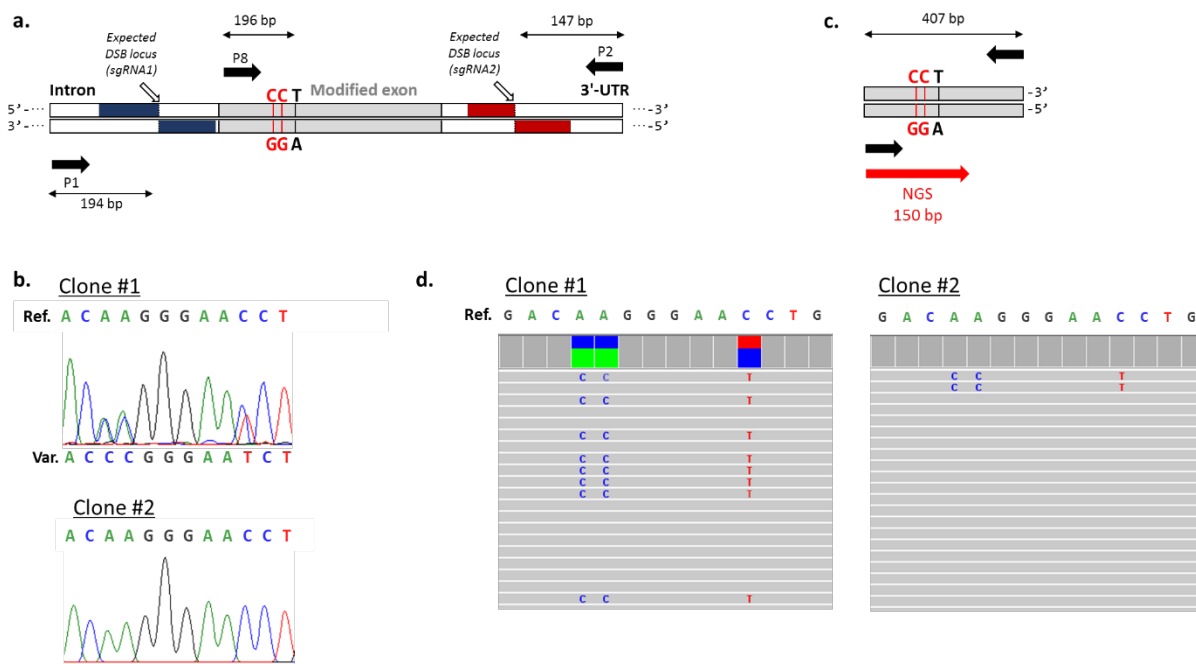 a.
196 bp
147 bp
Expected
DSB locus
(sgRNA1)
P8
Expected
DSB locus
(sgRNA2)
P2
Intron
CC T
Modified exon
3'-UTR
5’-···
···-3’
3’-···
···-5’
GG A
P1
194 bp
c.
407 bp
CC T
-3’
-5’
GG A
NGS
150 bp
b.
Clone #1
Ref. A C A A G G G A A C C T
Var. A C C C G G G A A T C T
Clone #2
A C A A G G G A A C C T
d.
Clone #1
Ref. G A C A A G G G A A C C T G
C C T
C C T
C C T
C C T
C C T
C C T
C C T
C C T
Clone #2
G A C A A G G G A A C C T G
C C T
C C T